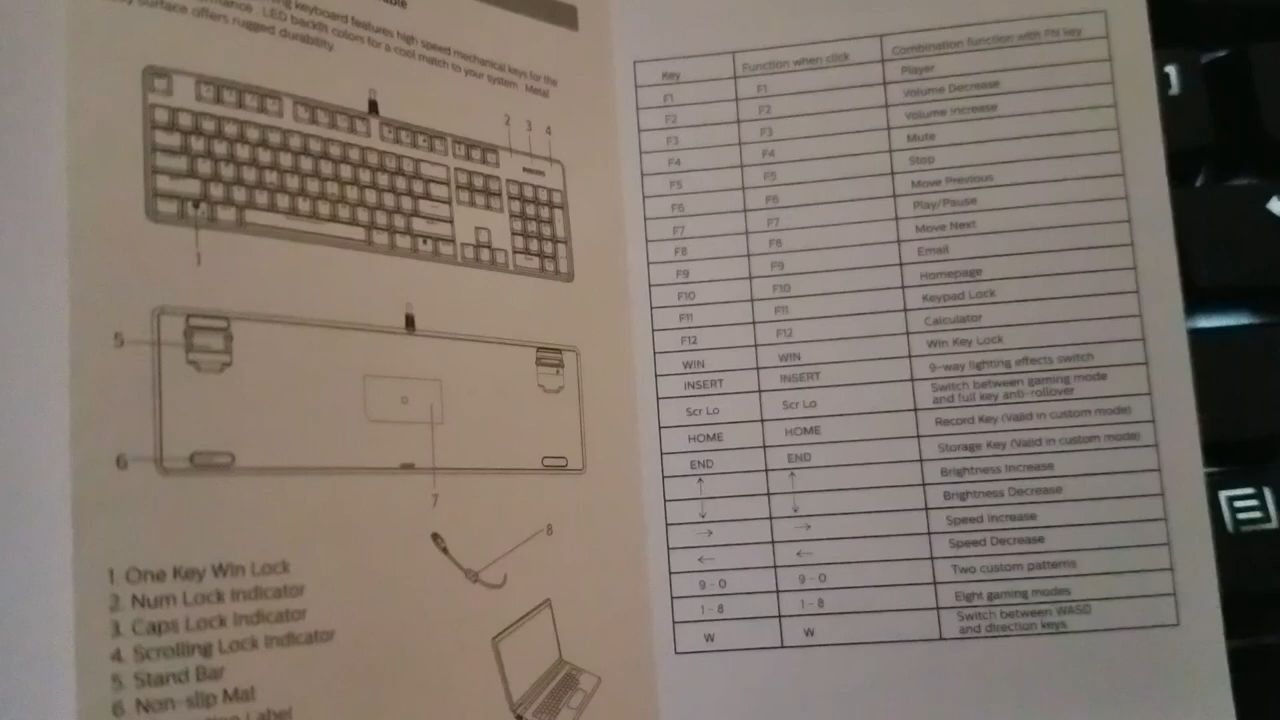 keyboard features high speed mechanical keys for the
LED backlit colors for a cool match to your system. Metal
surface offers rugged durability.
2 3 4
1
5
6
7
8
1. One Key Win Lock
2. Num Lock Indicator
3. Caps Lock Indicator
4. Scrolling Lock Indicator
5. Stand Bar
6. Non-slip Mat
Label
Key Function when click Combination function with FN key
F1 F1 Player
F2 F2 Volume Decrease
F3 F3 Volume Increase
F4 F4 Mute
F5 F5 Stop
F6 F6 Move Previous
F7 F7 Play/Pause
F8 F8 Move Next
F9 F9 Email
F10 F10 Homepage
F11 F11 Keypad Lock
F12 F12 Calculator
WIN WIN Win Key Lock
INSERT INSERT 9-way lighting effects switch
Scr Lo Scr Lo Switch between gaming mode
and full key anti-rollover
HOME HOME Record Key (Valid in custom mode)
END END Storage Key (Valid in custom mode)
↑ ↑ Brightness Increase
↓ ↓ Brightness Decrease
→ → Speed Increase
← ← Speed Decrease
9 - 0 9 - 0 Two custom patterns
1 - 8 1 - 8 Eight gaming modes
W W Switch between WASD
and direction keys